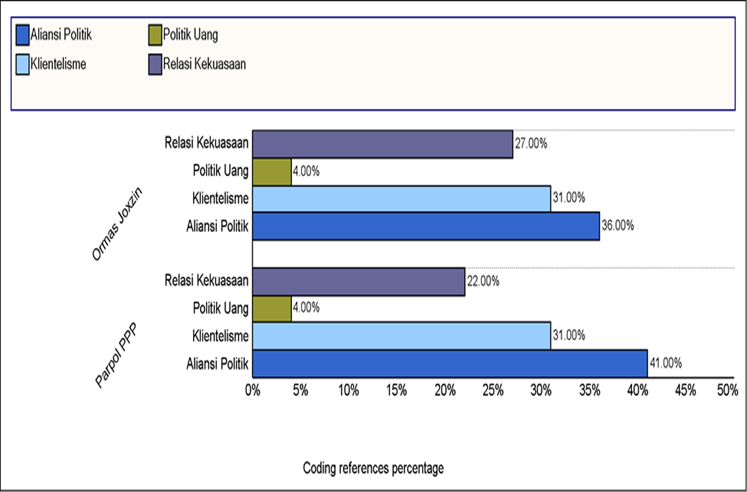 Aliansi Politik
Politik Uang
Klientelisme
Relasi Kekuasaan
Ormas Joxzin
Relasi Kekuasaan 27.00%
Politik Uang 4.00%
Klientelisme 31.00%
Aliansi Politik 36.00%
Parpol PPP
Relasi Kekuasaan 22.00%
Politik Uang 4.00%
Klientelisme 31.00%
Aliansi Politik 41.00%
0% 5% 10% 15% 20% 25% 30% 35% 40% 45% 50%
Coding references percentage